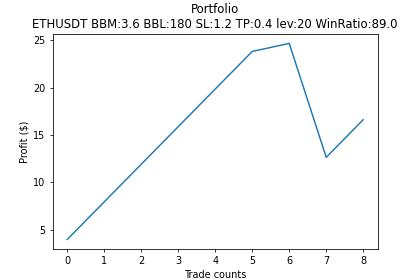 Portfolio
ETHUSDT BBM:3.6 BBL:180 SL:1.2 TP:0.4 lev:20 WinRatio:89.0
25
20
15
10
5
Profit ($)
0 1 2 3 4 5 6 7 8
Trade counts